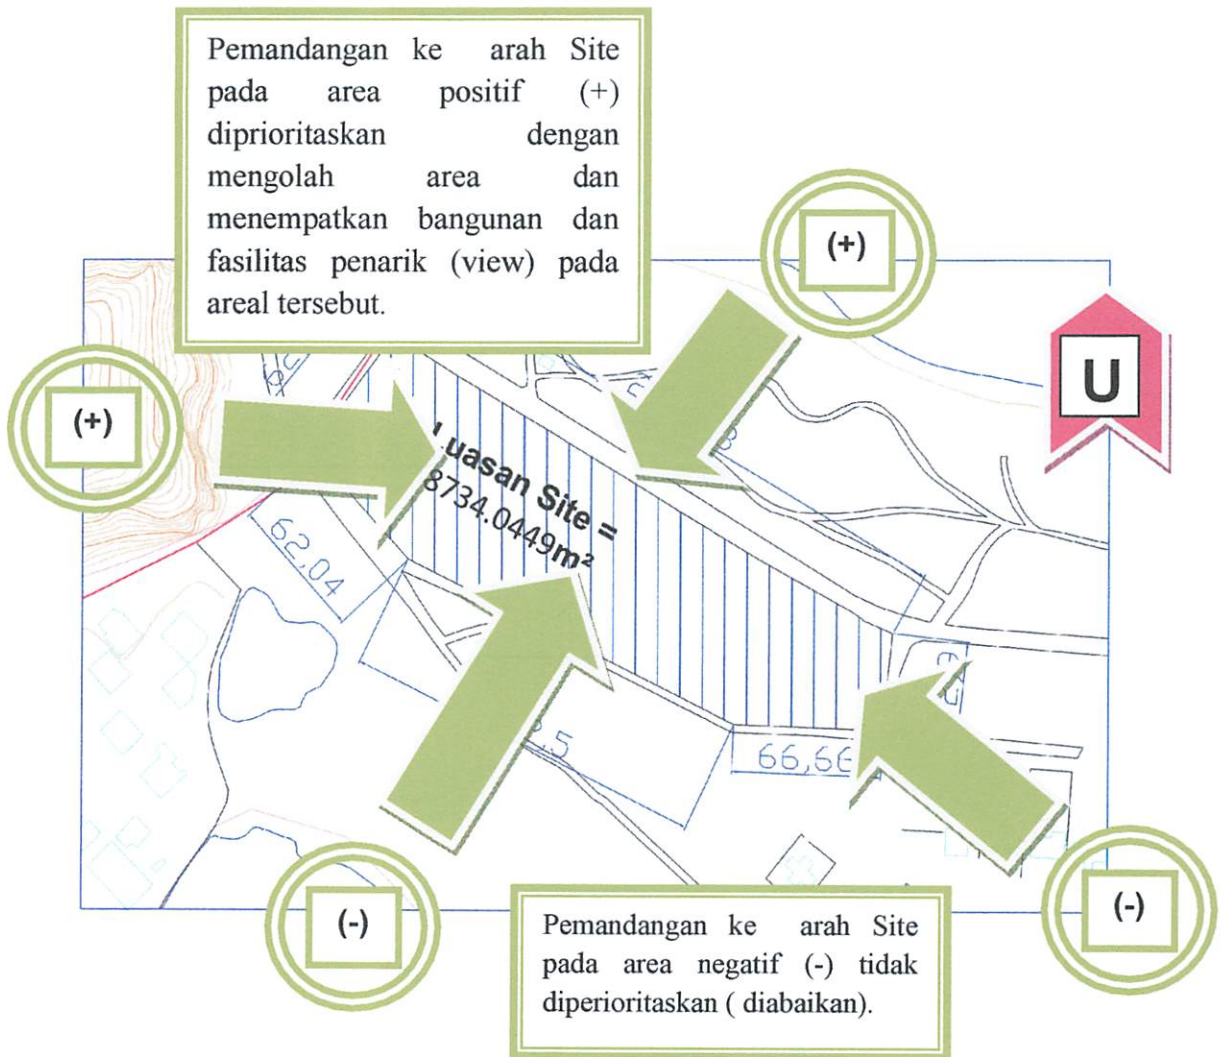 Pemandangan ke arah Site
pada area positif (+)
diprioritaskan dengan
mengolah area dan
menempatkan bangunan dan
fasilitas penarik (view) pada
areal tersebut.
(+)
U
(+)
uasan Site =
8734.0449m²
62,04
66,66
(-)
(-)
Pemandangan ke arah Site
pada area negatif (-) tidak
diperioritaskan ( diabaikan).